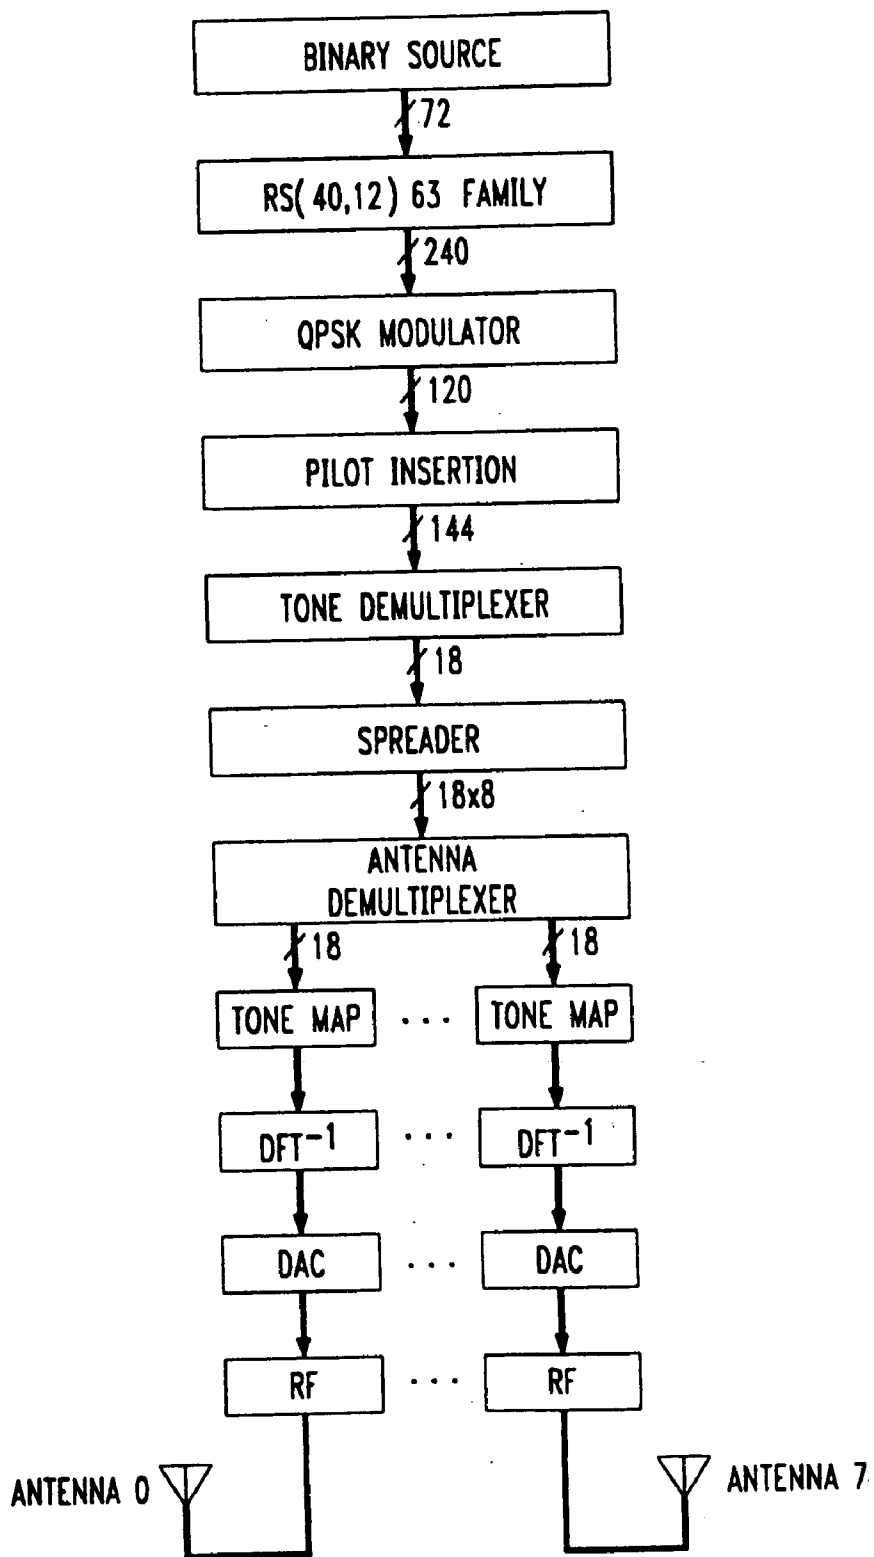 BINARY SOURCE
72
RS(40,12) 63 FAMILY
240
QPSK MODULATOR
120
PILOT INSERTION
144
TONE DEMULTIPLEXER
18
SPREADER
18x8
ANTENNA
DEMULTIPLEXER
18 18
TONE MAP ... TONE MAP
DFT⁻¹ ... DFT⁻¹
DAC ... DAC
RF ... RF
ANTENNA 0 ANTENNA 7